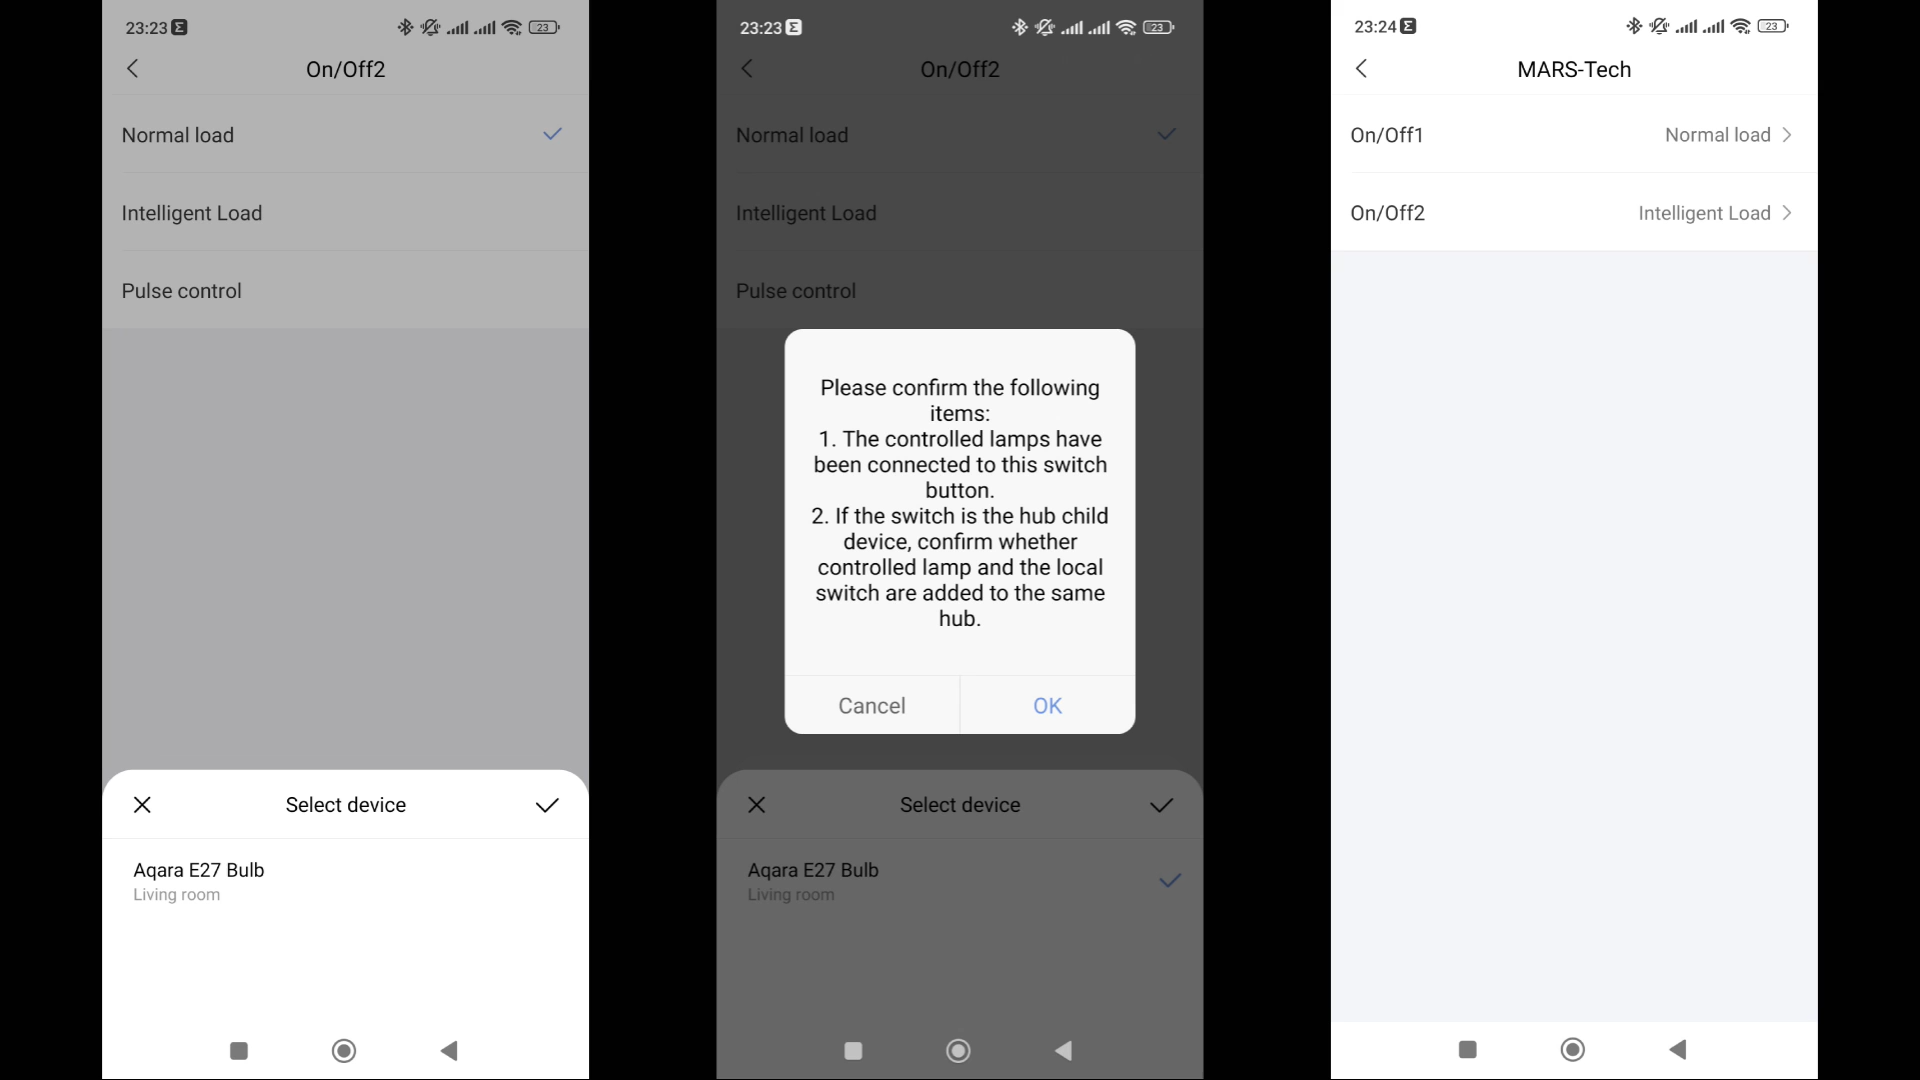 23:23
23
On/Off2
Normal load
Intelligent Load
Pulse control
Select device
Aqara E27 Bulb
Living room
23:23
23
On/Off2
Normal load
Intelligent Load
Pulse control
Please confirm the following
items:
1. The controlled lamps have
been connected to this switch
button.
2. If the switch is the hub child
device, confirm whether
controlled lamp and the local
switch are added to the same
hub.
Cancel OK
Select device
Aqara E27 Bulb
Living room
23:24
23
MARS-Tech
On/Off1 Normal load
On/Off2 Intelligent Load